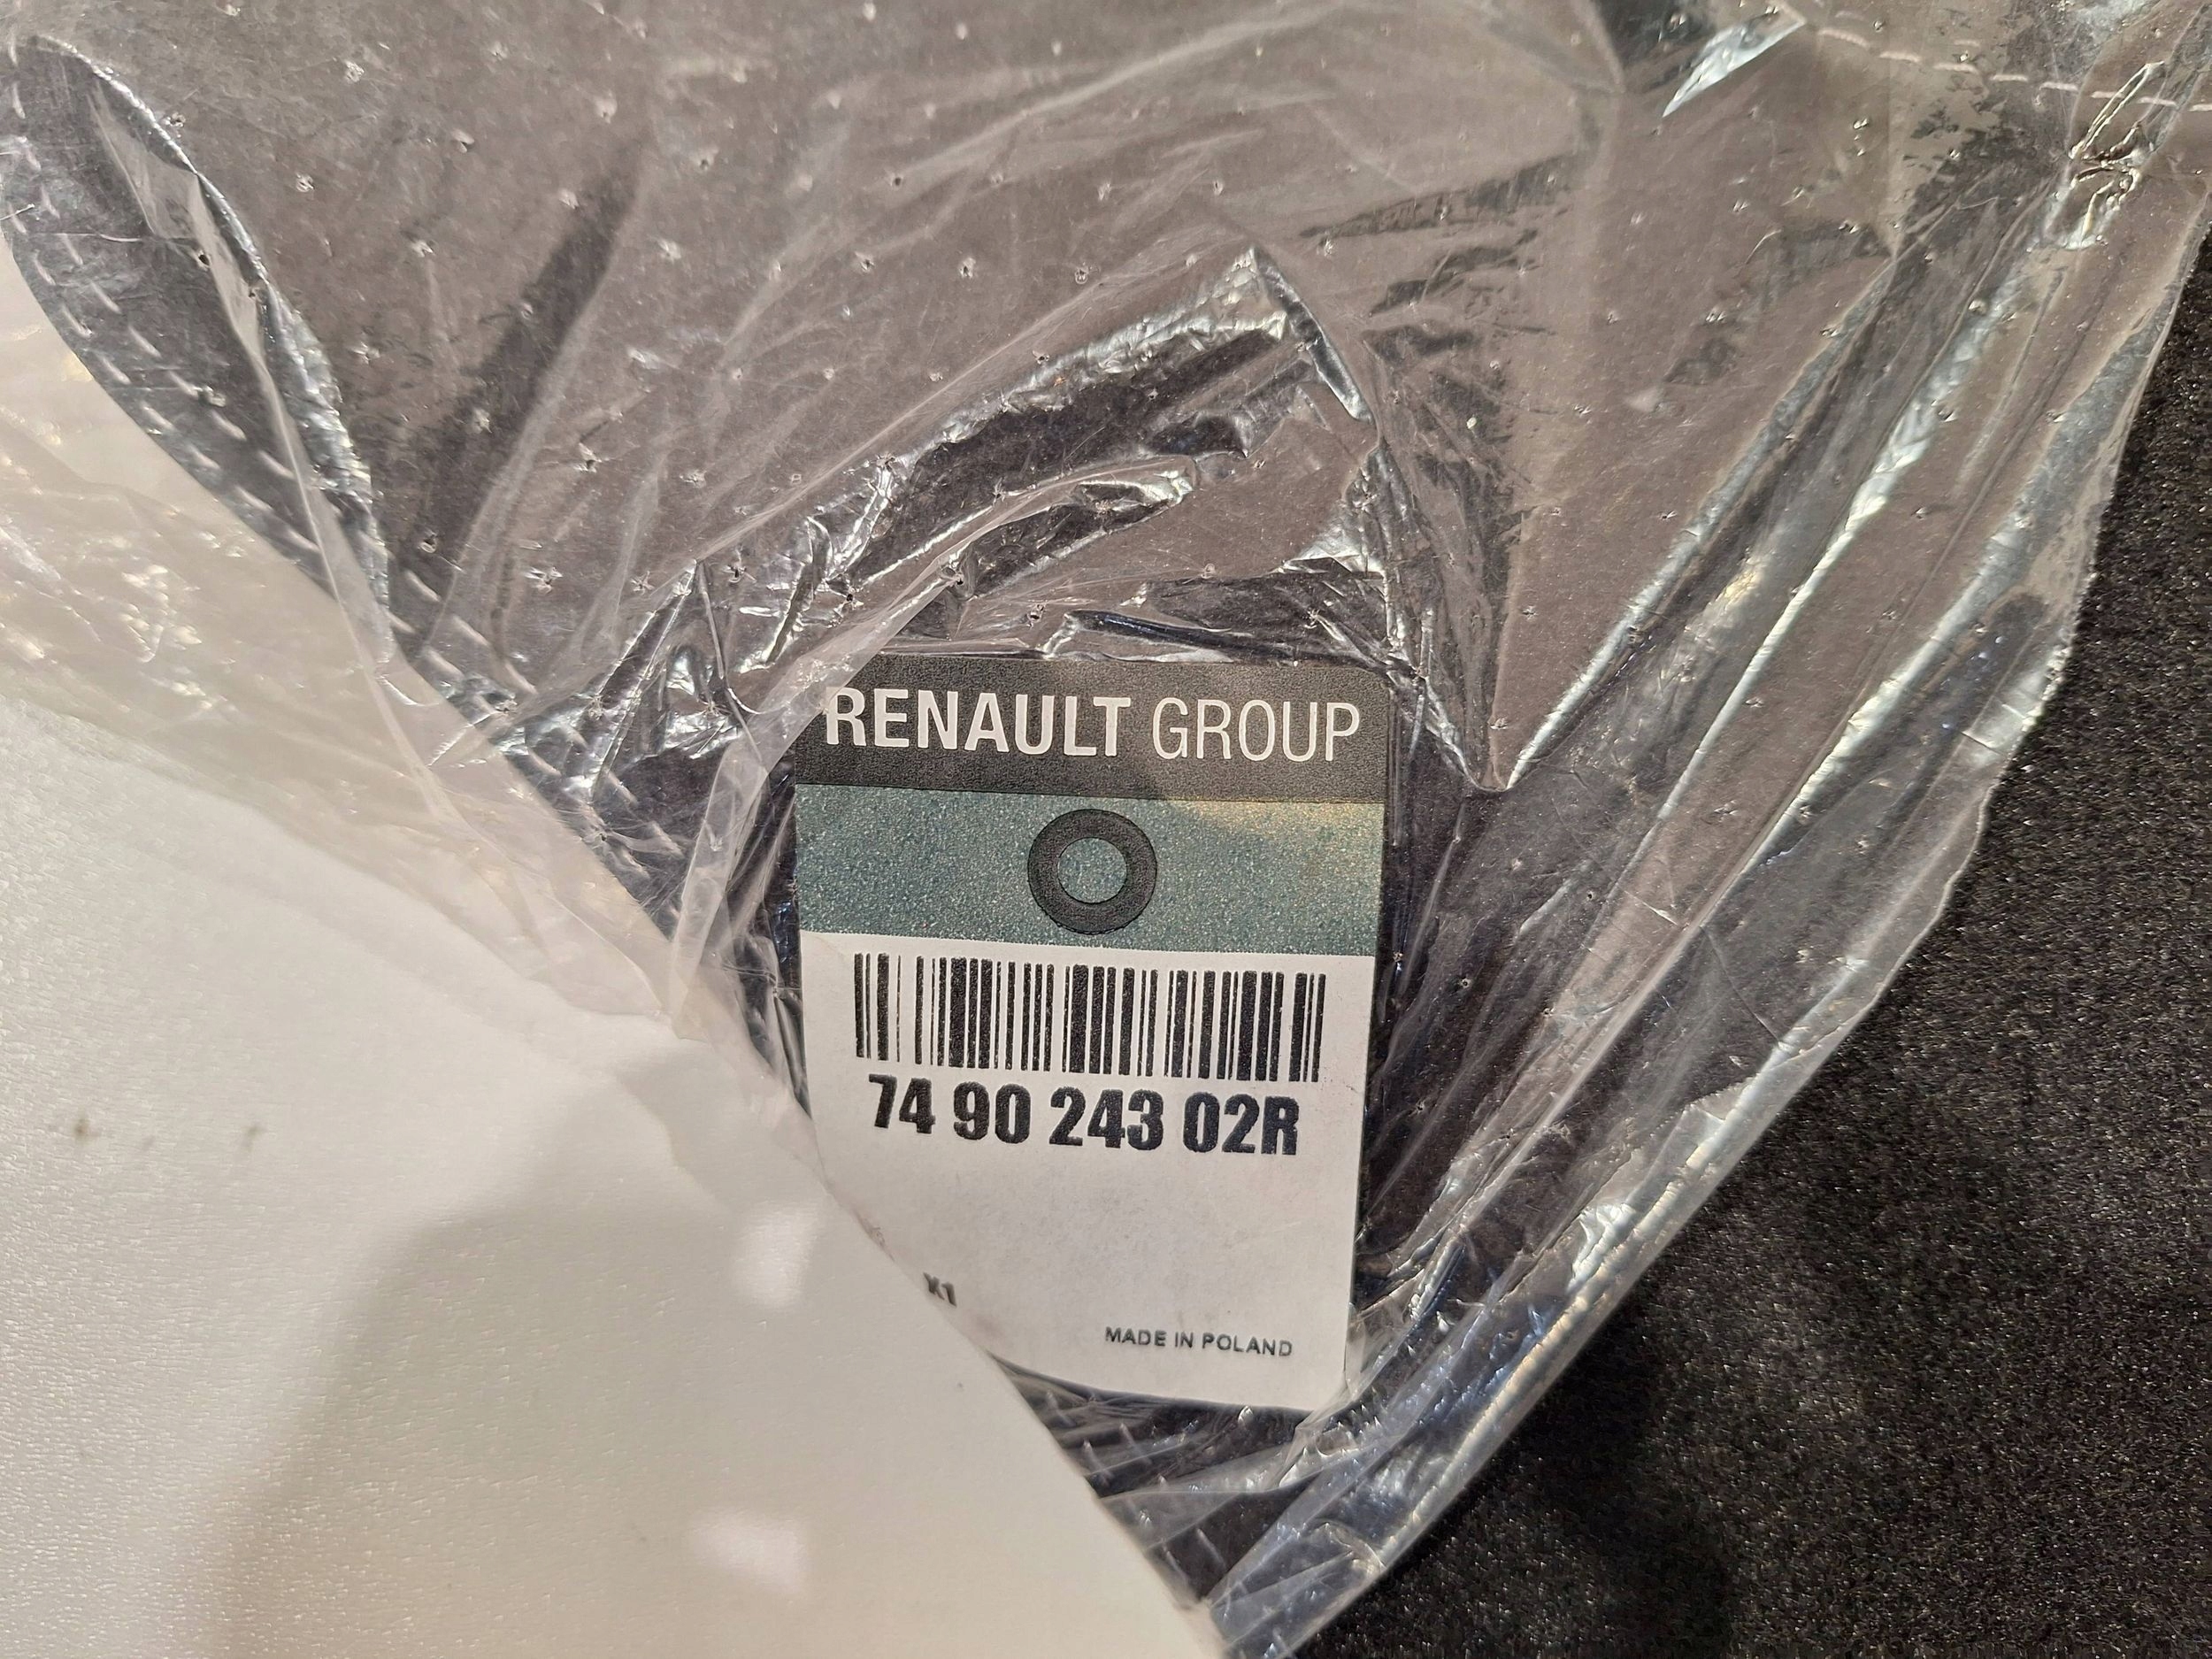 RENAULT GROUP
74 90 243 02R
X1
MADE IN POLAND